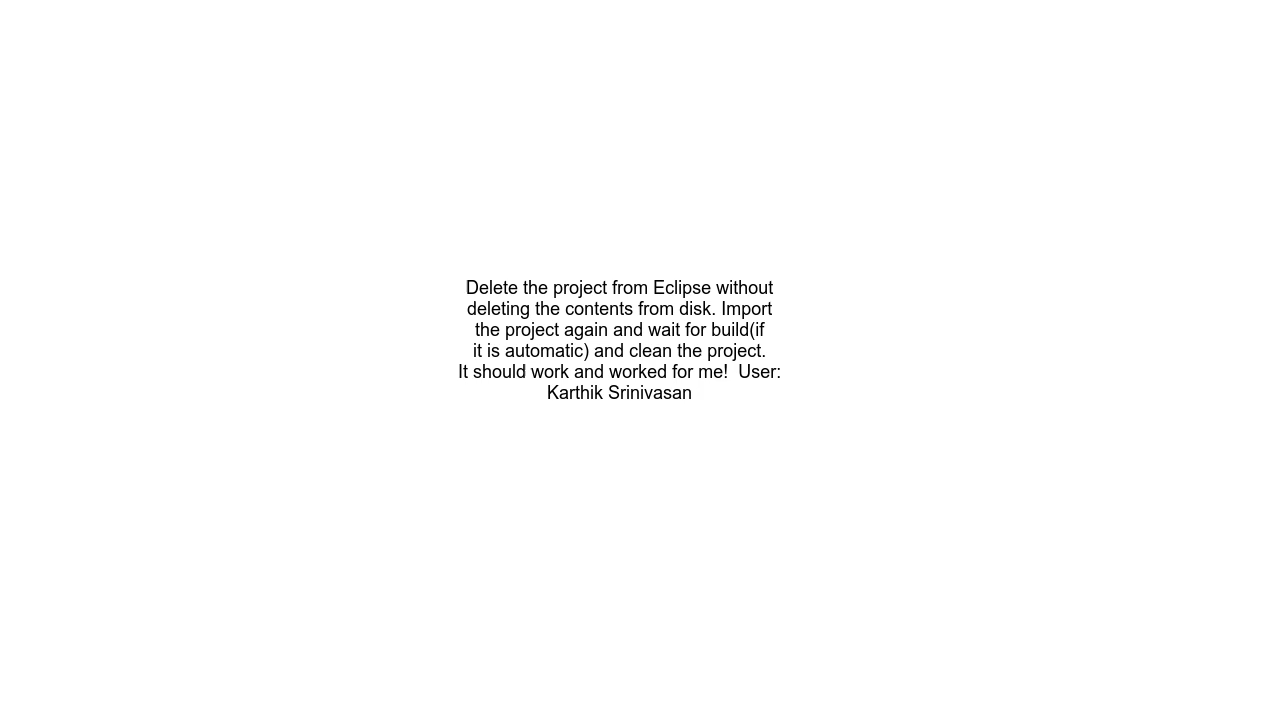 Delete the project from Eclipse without
deleting the contents from disk. Import
the project again and wait for build(if
it is automatic) and clean the project.
It should work and worked for me!  User:
Karthik Srinivasan